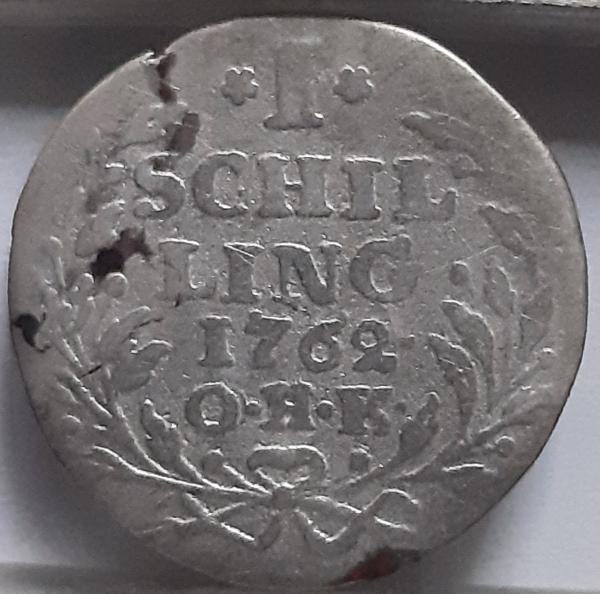 * I *
SCHIL
LING
1762
O·H·K·